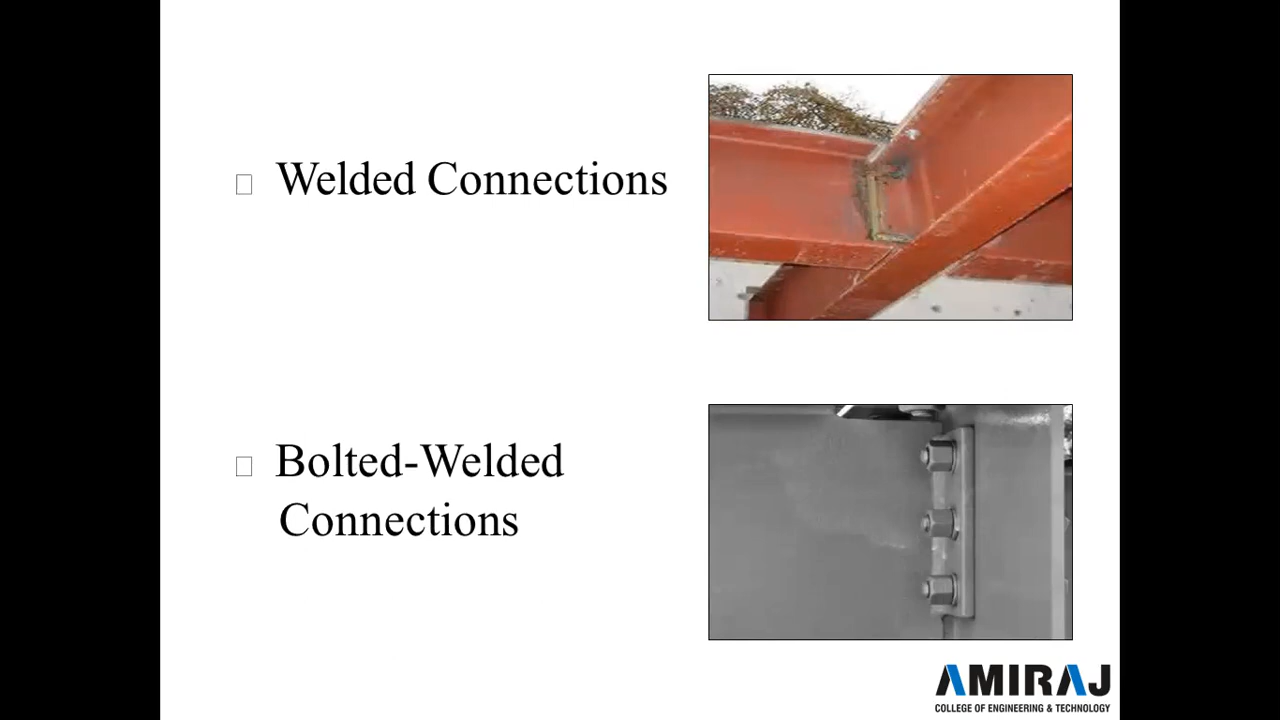 Welded Connections
Bolted-Welded
Connections
AMIRAJ
COLLEGE OF ENGINEERING & TECHNOLOGY